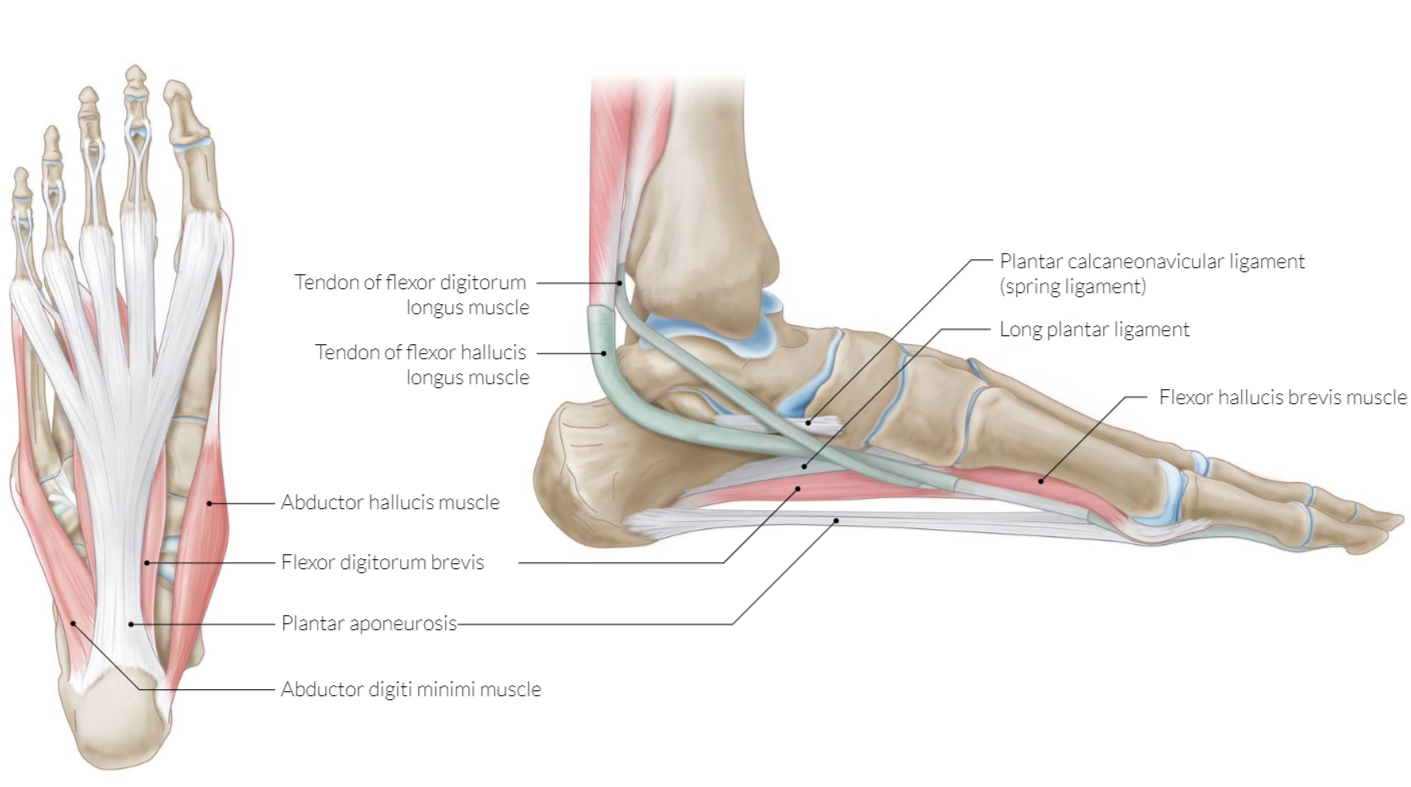 Tendon of flexor digitorum
longus muscle
Tendon of flexor hallucis
longus muscle
Abductor hallucis muscle
Flexor digitorum brevis
Plantar aponeurosis
Abductor digiti minimi muscle
Plantar calcaneonavicular ligament
(spring ligament)
Long plantar ligament
Flexor hallucis brevis muscle